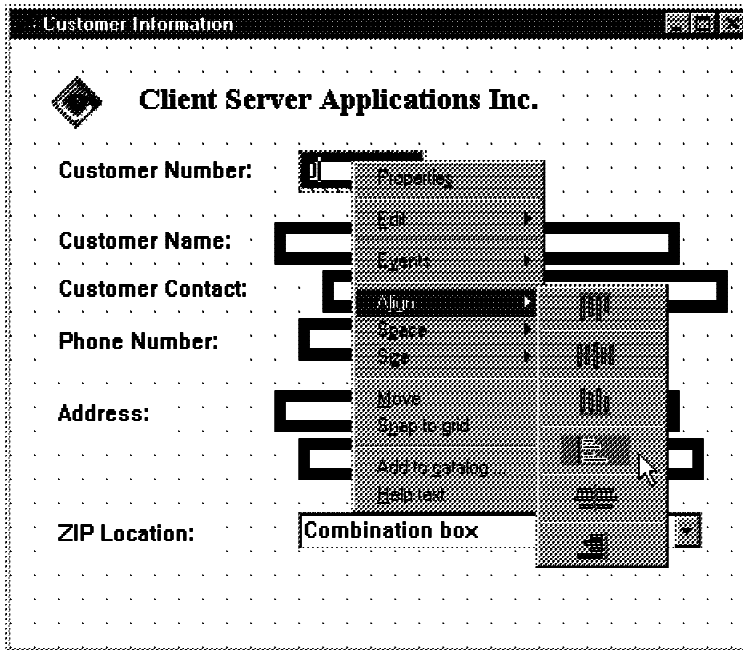 Customer Information
Client Server Applications Inc.
Customer Number:
Properties
Edit
Customer Name:
Events
Customer Contact:
Align
Space
Phone Number:
Size
Move
Address:
Snap to grid
Add to catalog...
Help text
ZIP Location:
Combination box